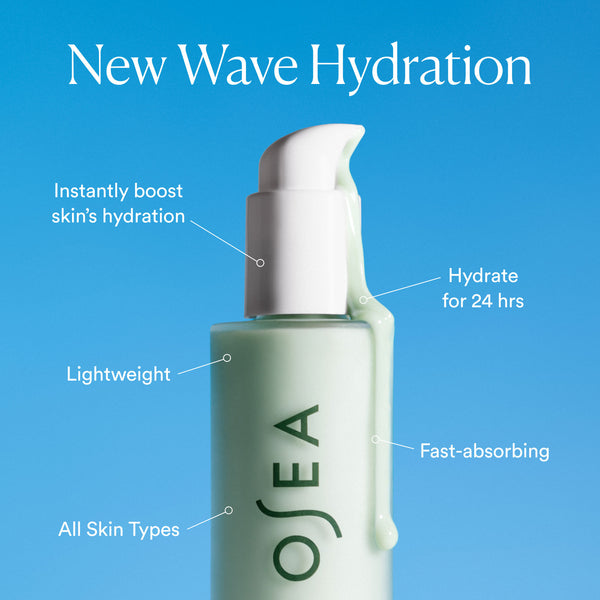 New Wave Hydration
Instantly boost
skin's hydration
Hydrate
for 24 hrs
Lightweight
Fast-absorbing
All Skin Types
OSEA